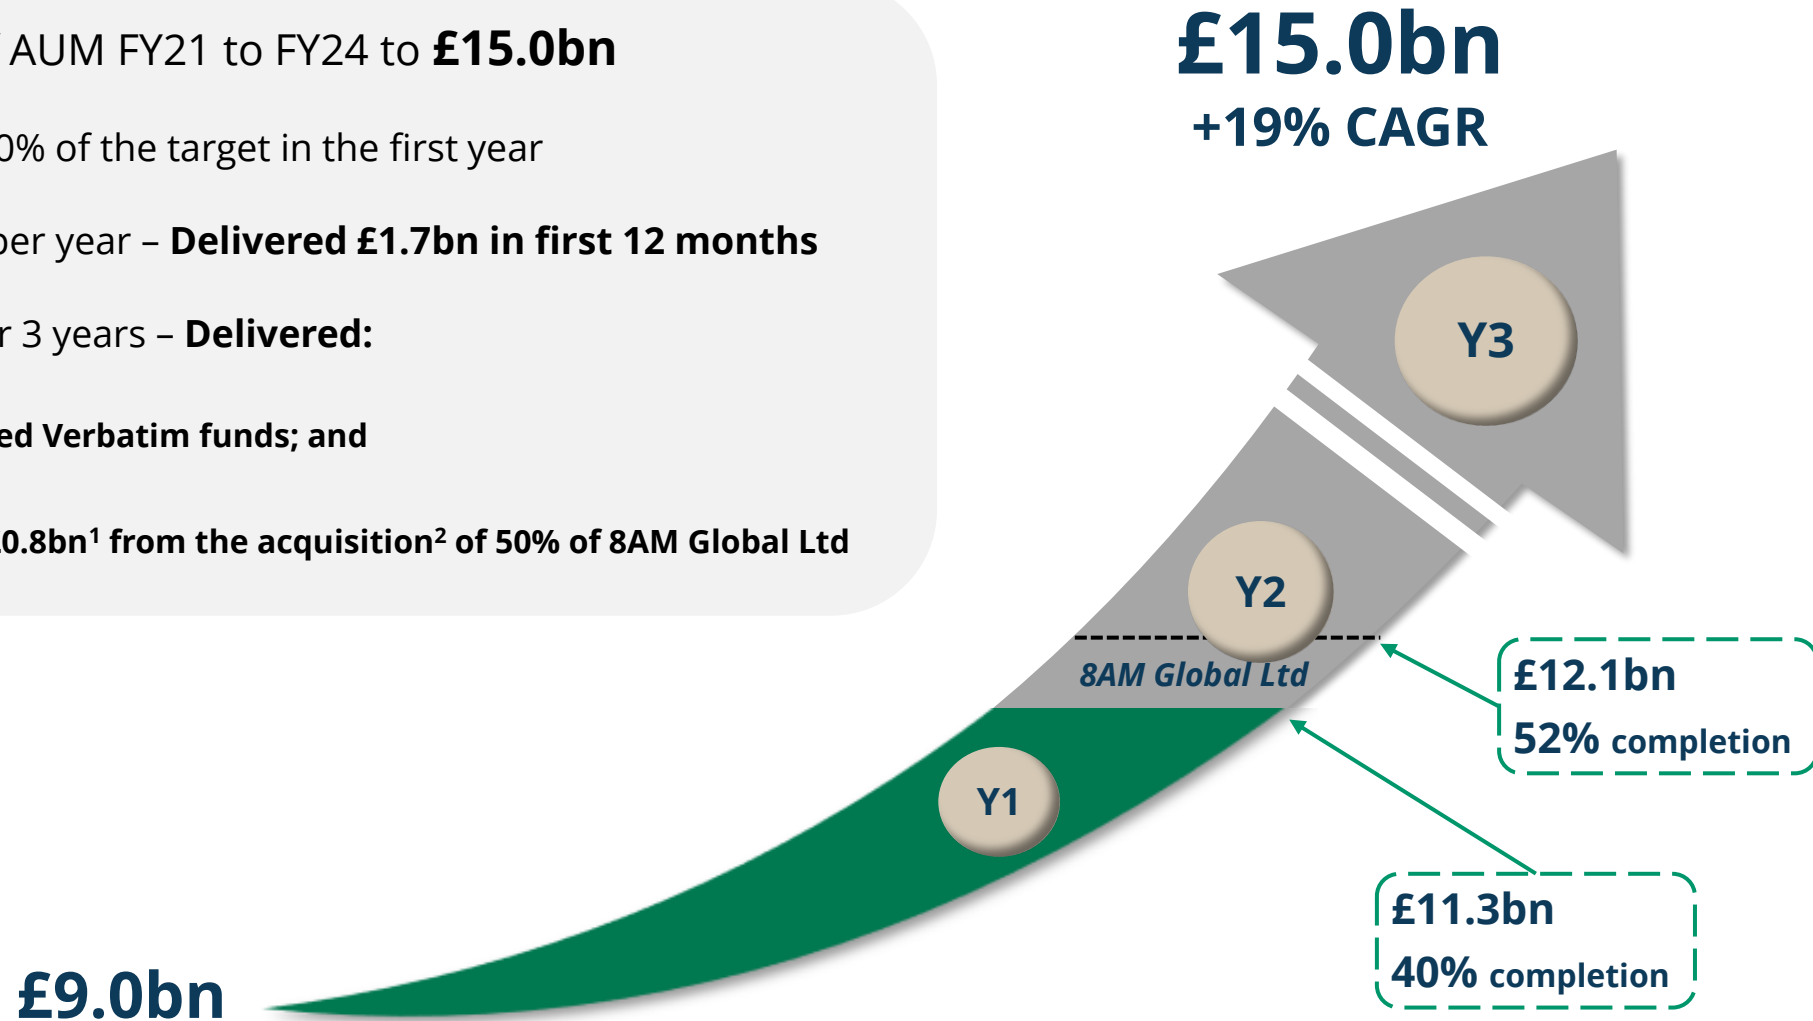 AUM FY21 to FY24 to £15.0bn
0% of the target in the first year
per year – Delivered £1.7bn in first 12 months
r 3 years – Delivered:
ed Verbatim funds; and
0.8bn¹ from the acquisition² of 50% of 8AM Global Ltd
£15.0bn
+19% CAGR
Y3
Y2
8AM Global Ltd
£12.1bn
52% completion
Y1
£11.3bn
40% completion
£9.0bn